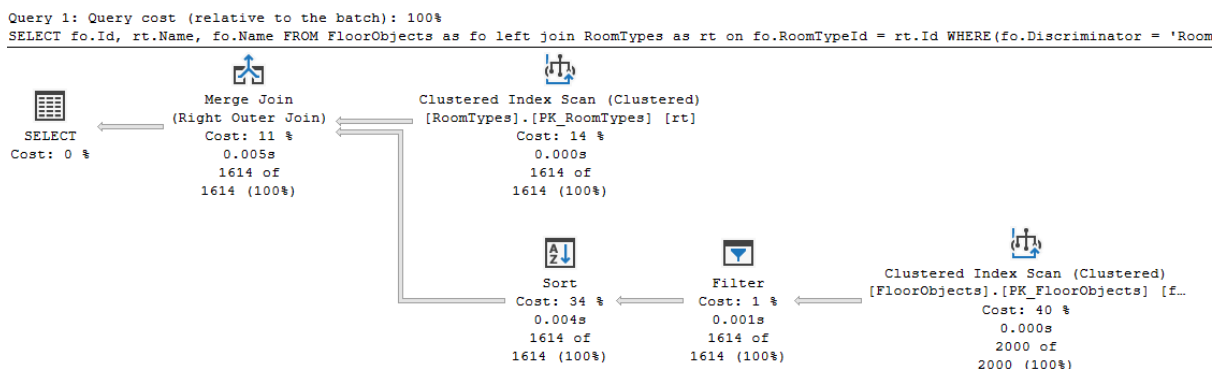 Query 1: Query cost (relative to the batch): 100%
SELECT fo.Id, rt.Name, fo.Name FROM FloorObjects as fo left join RoomTypes as rt on fo.RoomTypeId = rt.Id WHERE(fo.Discriminator = 'Room
SELECT
Cost: 0 %
Merge Join
(Right Outer Join)
Cost: 11 %
0.005s
1614 of
1614 (100%)
Clustered Index Scan (Clustered)
[RoomTypes].[PK_RoomTypes] [rt]
Cost: 14 %
0.000s
1614 of
1614 (100%)
Sort
Cost: 34 %
0.004s
1614 of
1614 (100%)
Filter
Cost: 1 %
0.001s
1614 of
1614 (100%)
Clustered Index Scan (Clustered)
[FloorObjects].[PK_FloorObjects] [f…
Cost: 40 %
0.000s
2000 of
2000 (100%)